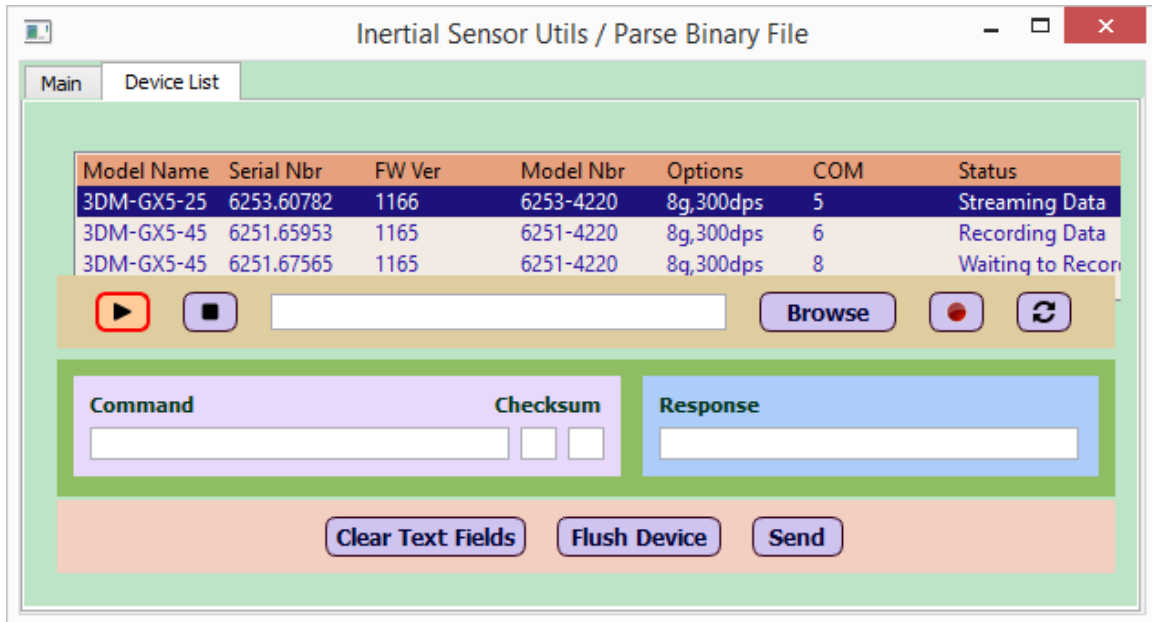 Inertial Sensor Utils / Parse Binary File
Main Device List
Model Name Serial Nbr FW Ver Model Nbr Options COM Status
3DM-GX5-25 6253.60782 1166 6253-4220 8g,300dps 5 Streaming Data
3DM-GX5-45 6251.65953 1165 6251-4220 8g,300dps 6 Recording Data
3DM-GX5-45 6251.67565 1165 6251-4220 8g,300dps 8 Waiting to Recor
Browse
Command Checksum Response
Clear Text Fields Flush Device Send